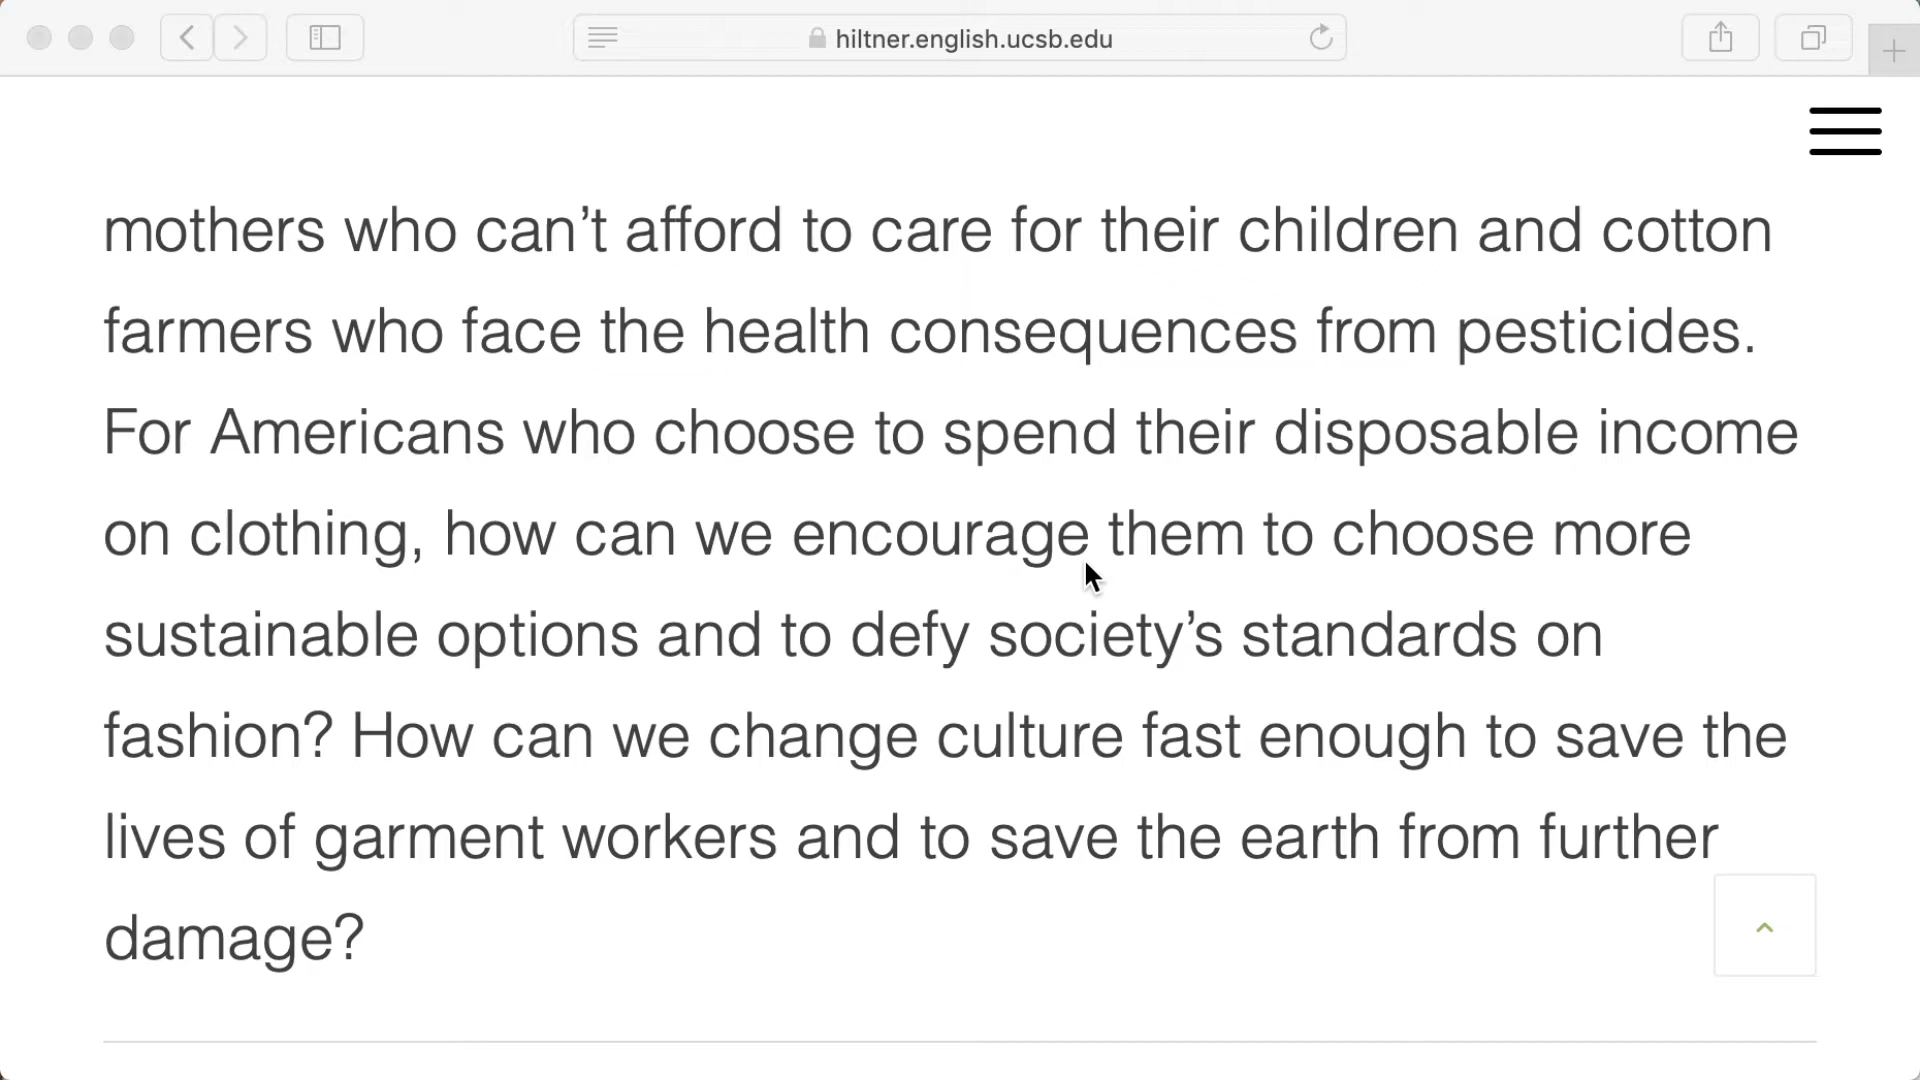 hiltner.english.ucsb.edu
mothers who can’t afford to care for their children and cotton
farmers who face the health consequences from pesticides.
For Americans who choose to spend their disposable income
on clothing, how can we encourage them to choose more
sustainable options and to defy society’s standards on
fashion? How can we change culture fast enough to save the
lives of garment workers and to save the earth from further
damage?